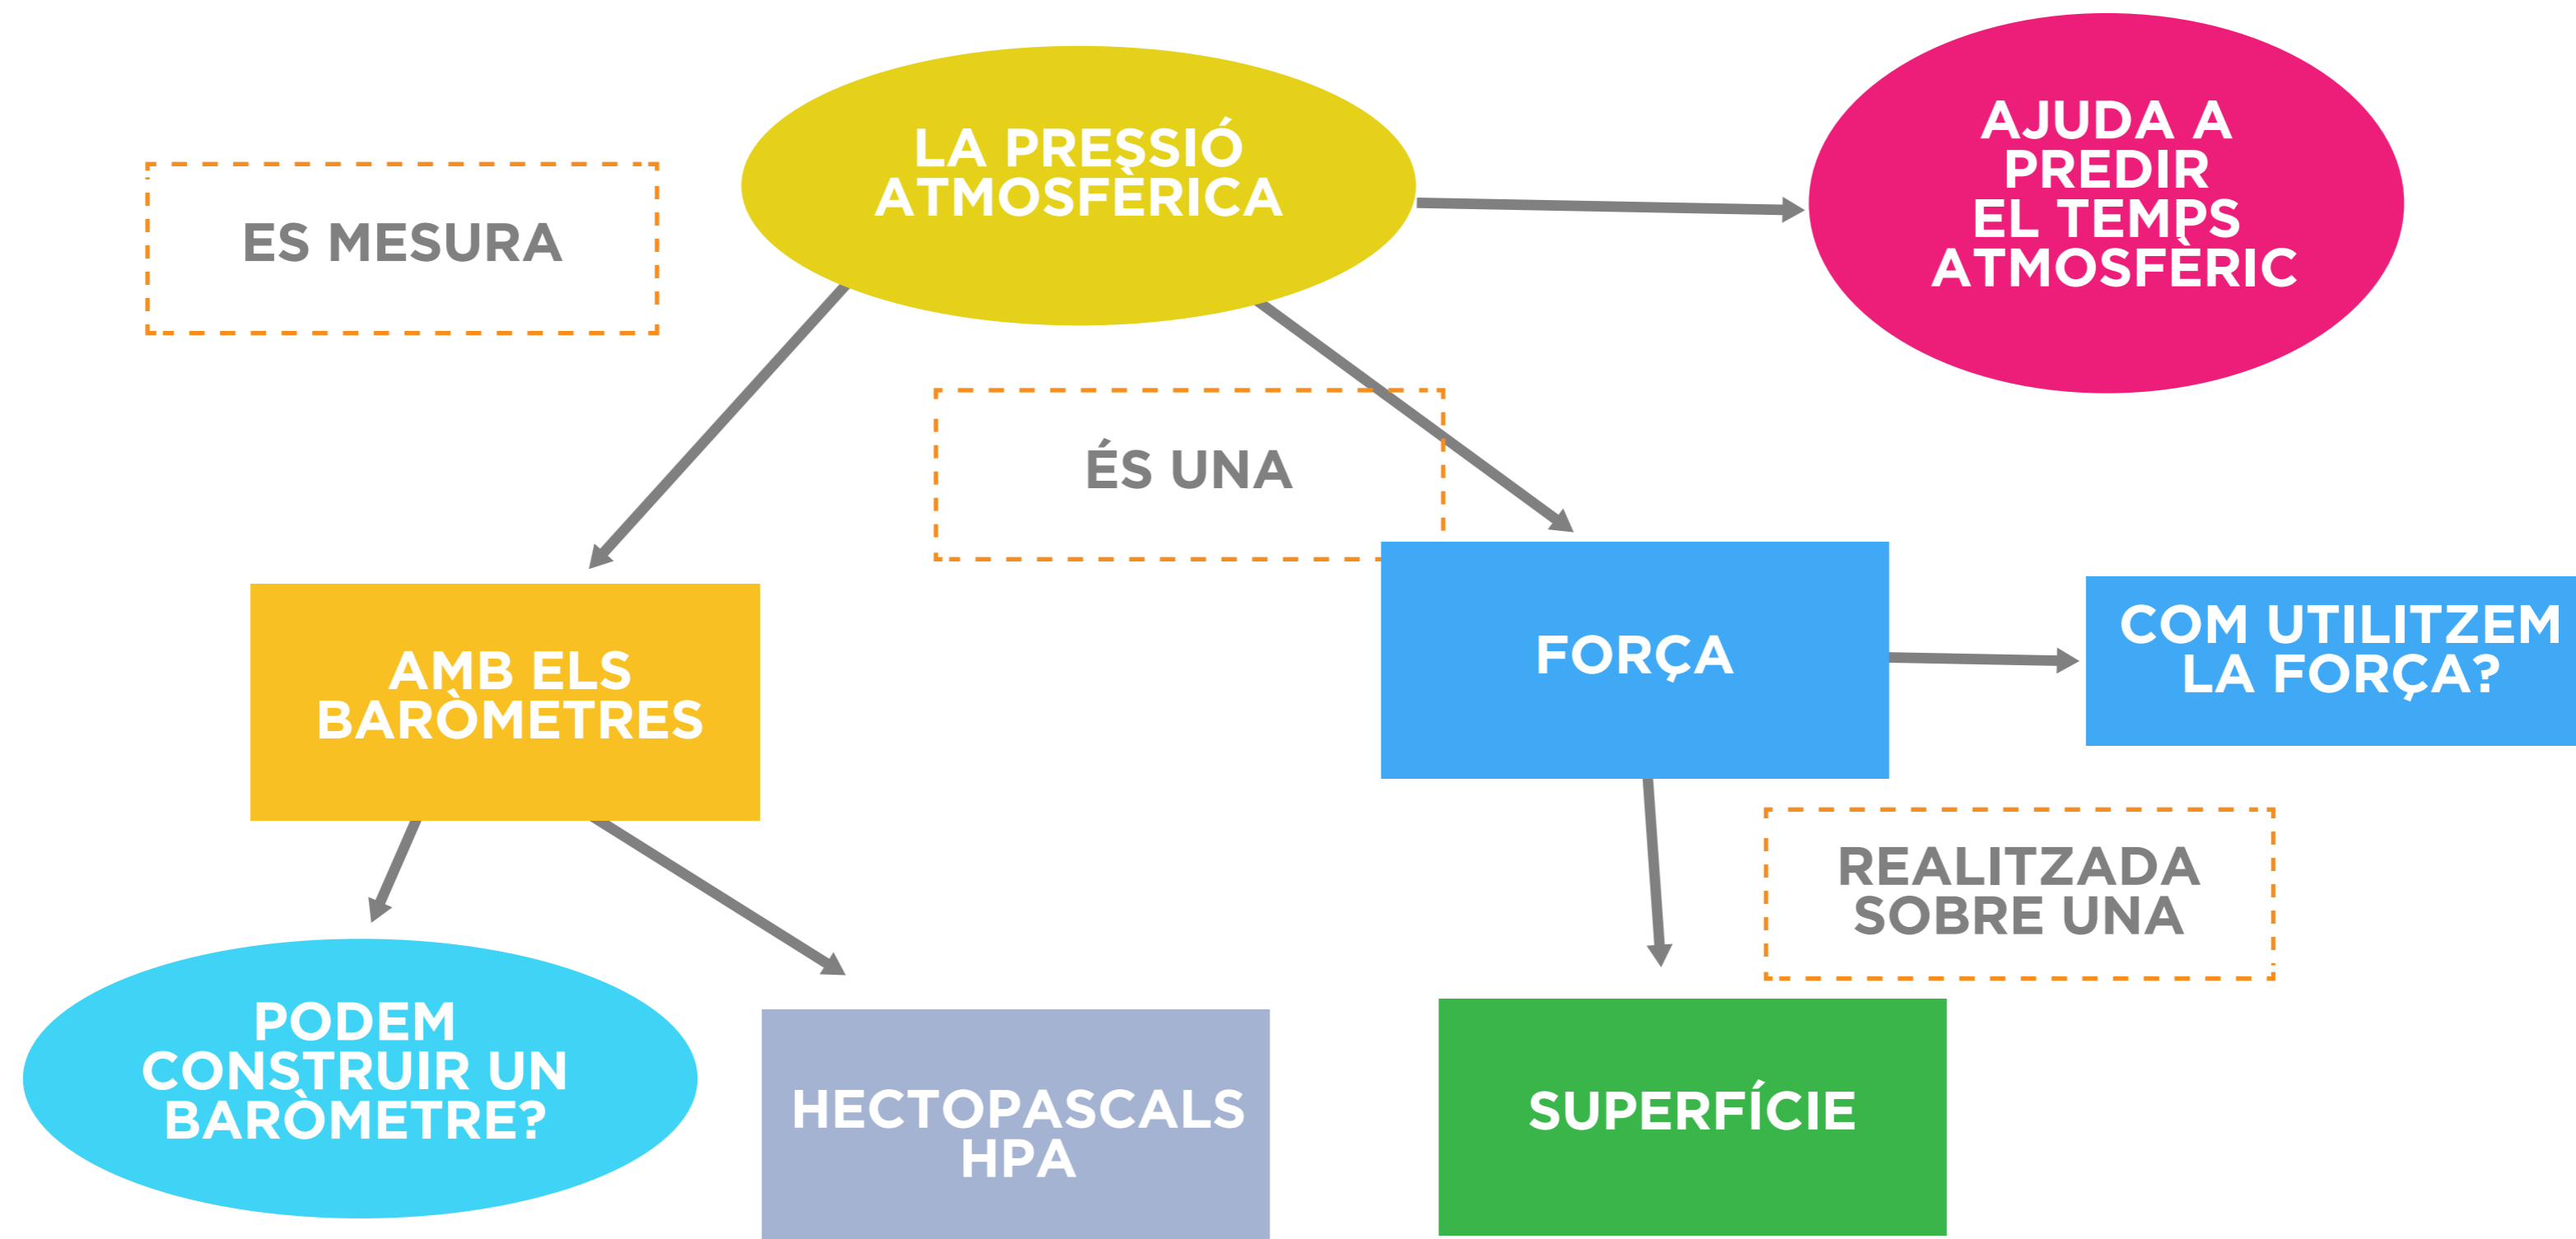 LA PRESSIÓ
ATMOSFÈRICA
AJUDA A
PREDIR
EL TEMPS
ATMOSFÈRIC
ES MESURA
ÉS UNA
AMB ELS
BARÒMETRES
FORÇA
COM UTILITZEM
LA FORÇA?
REALITZADA
SOBRE UNA
PODEM
CONSTRUIR UN
BARÒMETRE?
HECTOPASCALS
HPA
SUPERFÍCIE